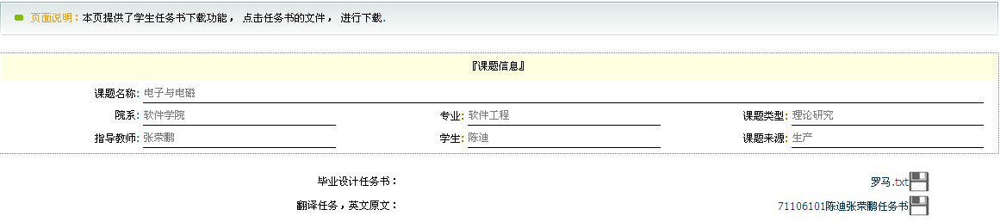 页面说明：本页提供了学生任务书下载功能， 点击任务书的文件， 进行下载.
『课题信息』
课题名称: 电子与电磁
院系: 软件学院 专业: 软件工程 课题类型: 理论研究
指导教师: 张荣鹏 学生: 陈迪 课题来源: 生产
毕业设计任务书： 罗马.txt
翻译任务，英文原文： 71106101陈迪张荣鹏任务书